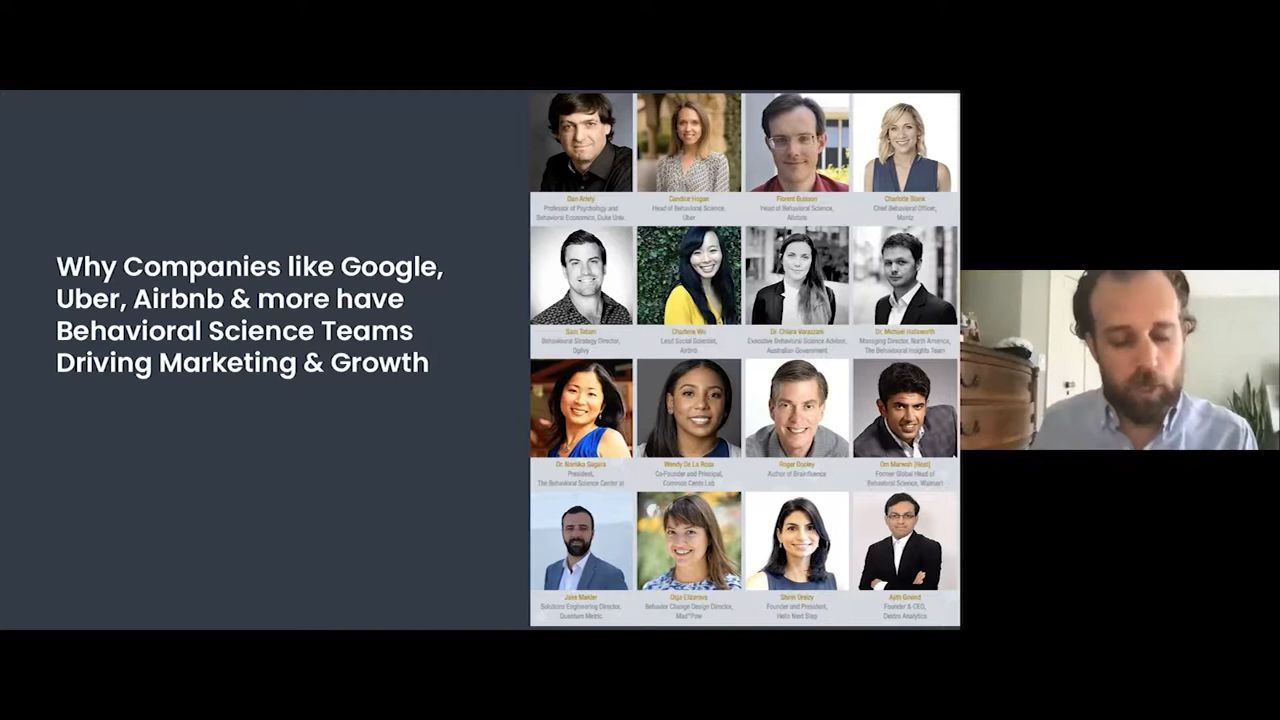 Why Companies like Google,
Uber, Airbnb & more have
Behavioral Science Teams
Driving Marketing & Growth
Dan Ariely
Professor of Psychology and
Behavioral Economics, Duke Univ.
Candice Hogan
Head of Behavioral Science,
Uber
Florent Buisson
Head of Behavioral Science,
Allstate
Charlotte Blank
Chief Behavioral Officer,
Maritz
Sam Tatam
Behavioural Strategy Director,
Ogilvy
Charlene Wu
Lead Social Scientist,
Airbnb
Dr. Chiara Varazzani
Executive Behavioral Science Advisor,
Australian Government
Dr. Michael Hallsworth
Managing Director, North America,
The Behavioural Insights Team
Dr. Namika Sagara
President,
The Behavioral Science Center at
Wendy De La Rosa
Co-Founder and Principal,
Common Cents Lab
Roger Dooley
Author of Brainfluence
Om Marwah (Host)
Former Global Head of
Behavioral Science, Walmart
Jake Makler
Solutions Engineering Director,
Quantum Metric
Olga Elizarova
Behavior Change Design Director,
Mad*Pow
Founder and President,
Hello Next Step
Ajith Govind
Founder & CEO,
Analytics